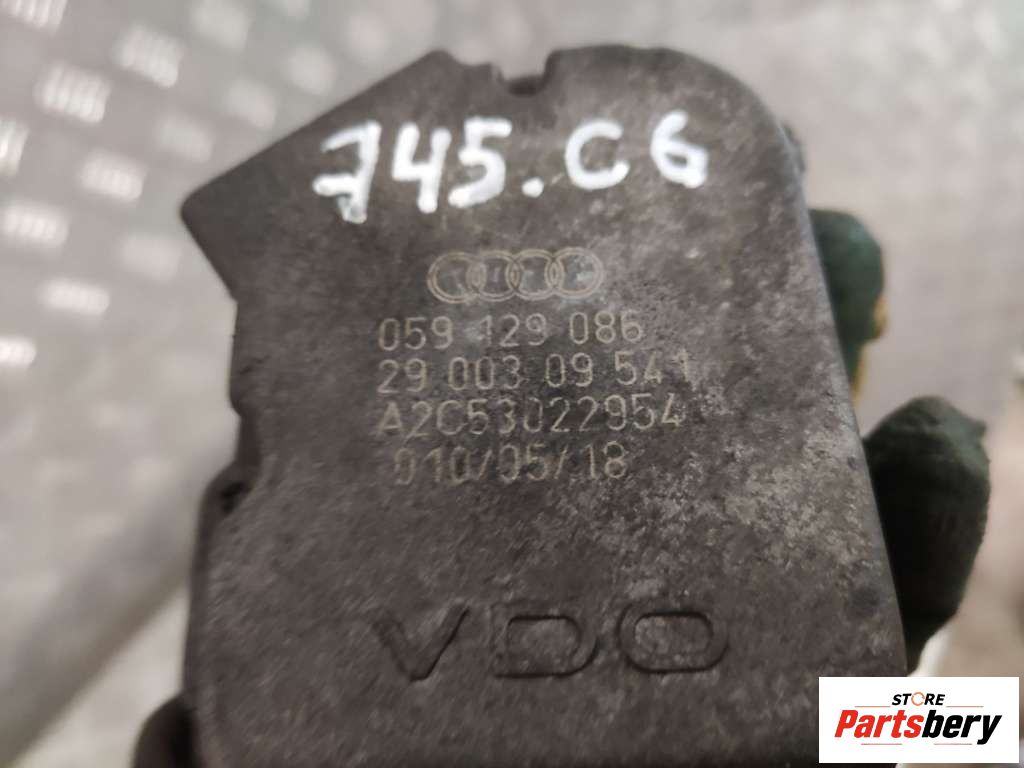 745.C6
059 129 086
29 003 09 541
A2C53022954
010/05/18
VDO
STORE
Partsbery